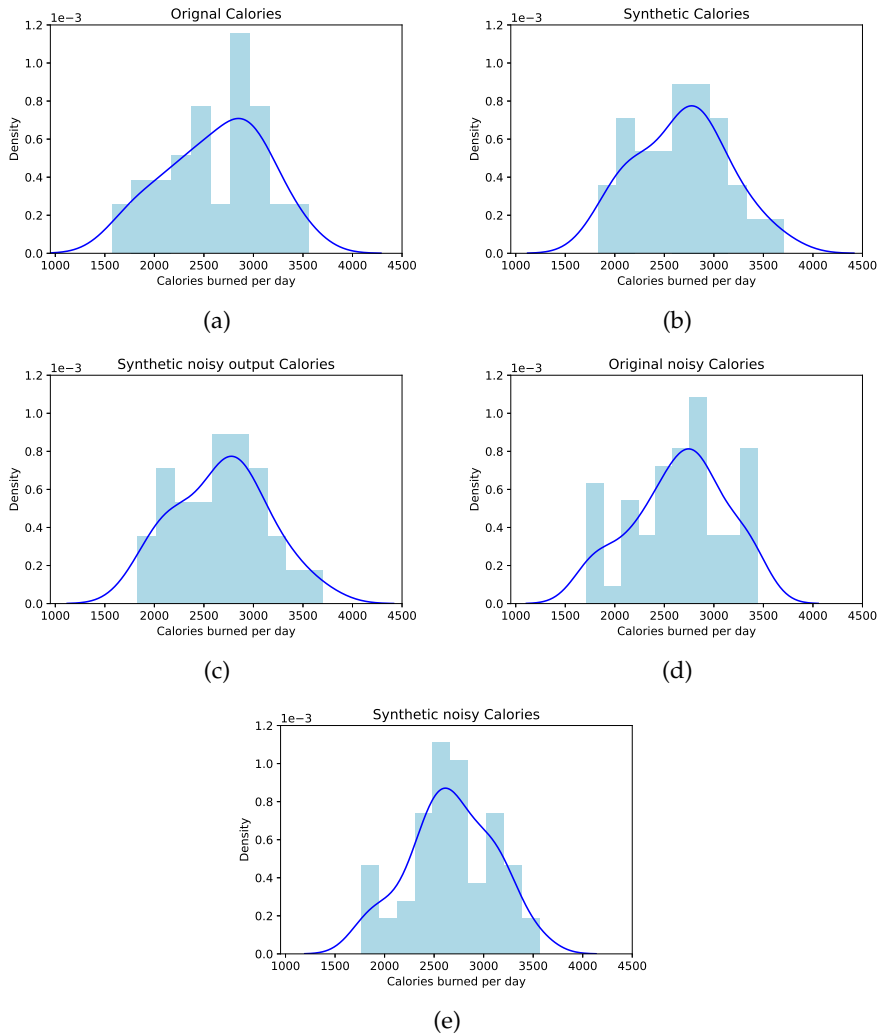 Orignal Calories
1e−3
1.2
1.0
0.8
0.6
0.4
0.2
0.0
Density
1000 1500 2000 2500 3000 3500 4000 4500
Calories burned per day
(a)
Synthetic Calories
1e−3
1.2
1.0
0.8
0.6
0.4
0.2
0.0
Density
1000 1500 2000 2500 3000 3500 4000 4500
Calories burned per day
(b)
Synthetic noisy output Calories
1e−3
1.2
1.0
0.8
0.6
0.4
0.2
0.0
Density
1000 1500 2000 2500 3000 3500 4000 4500
Calories burned per day
(c)
Original noisy Calories
1e−3
1.2
1.0
0.8
0.6
0.4
0.2
0.0
Density
1000 1500 2000 2500 3000 3500 4000 4500
Calories burned per day
(d)
Synthetic noisy Calories
1e−3
1.2
1.0
0.8
0.6
0.4
0.2
0.0
Density
1000 1500 2000 2500 3000 3500 4000 4500
Calories burned per day
(e)